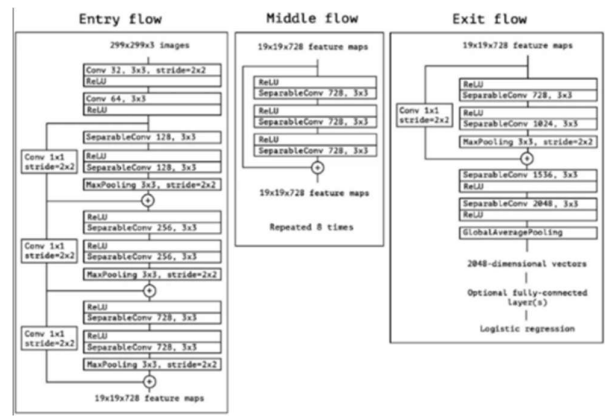 Entry flow
299x299x3 images
Conv 32, 3x3, stride=2x2
ReLU
Conv 64, 3x3
ReLU
SeparableConv 128, 3x3
Conv 1x1
stride=2x2
ReLU
SeparableConv 128, 3x3
MaxPooling 3x3, stride=2x2
+
ReLU
SeparableConv 256, 3x3
Conv 1x1
stride=2x2
ReLU
SeparableConv 256, 3x3
MaxPooling 3x3, stride=2x2
+
ReLU
SeparableConv 728, 3x3
Conv 1x1
stride=2x2
ReLU
SeparableConv 728, 3x3
MaxPooling 3x3, stride=2x2
+
19x19x728 feature maps
Middle flow
19x19x728 feature maps
ReLU
SeparableConv 728, 3x3
ReLU
SeparableConv 728, 3x3
ReLU
SeparableConv 728, 3x3
+
19x19x728 feature maps
Repeated 8 times
Exit flow
19x19x728 feature maps
ReLU
SeparableConv 728, 3x3
Conv 1x1
stride=2x2
ReLU
SeparableConv 1024, 3x3
MaxPooling 3x3, stride=2x2
+
SeparableConv 1536, 3x3
ReLU
SeparableConv 2048, 3x3
ReLU
GlobalAveragePooling
2048-dimensional vectors
Optional fully-connected
layer(s)
Logistic regression